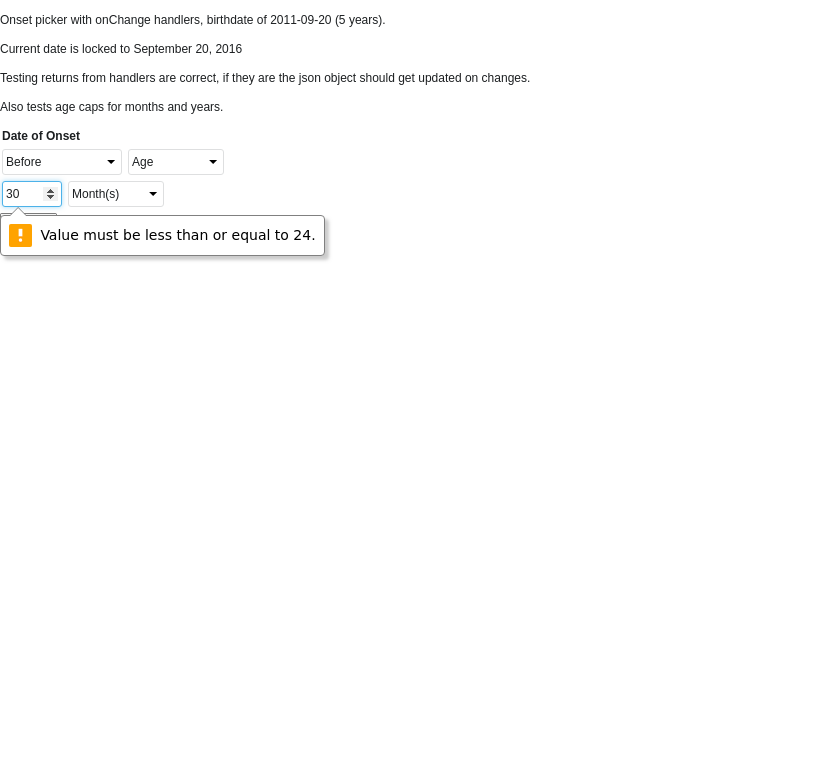 Onset picker with onChange handlers, birthdate of 2011-09-20 (5 years).
Current date is locked to September 20, 2016
Testing returns from handlers are correct, if they are the json object should get updated on changes.
Also tests age caps for months and years.
Date of Onset
Before Age
30 Month(s)
Value must be less than or equal to 24.